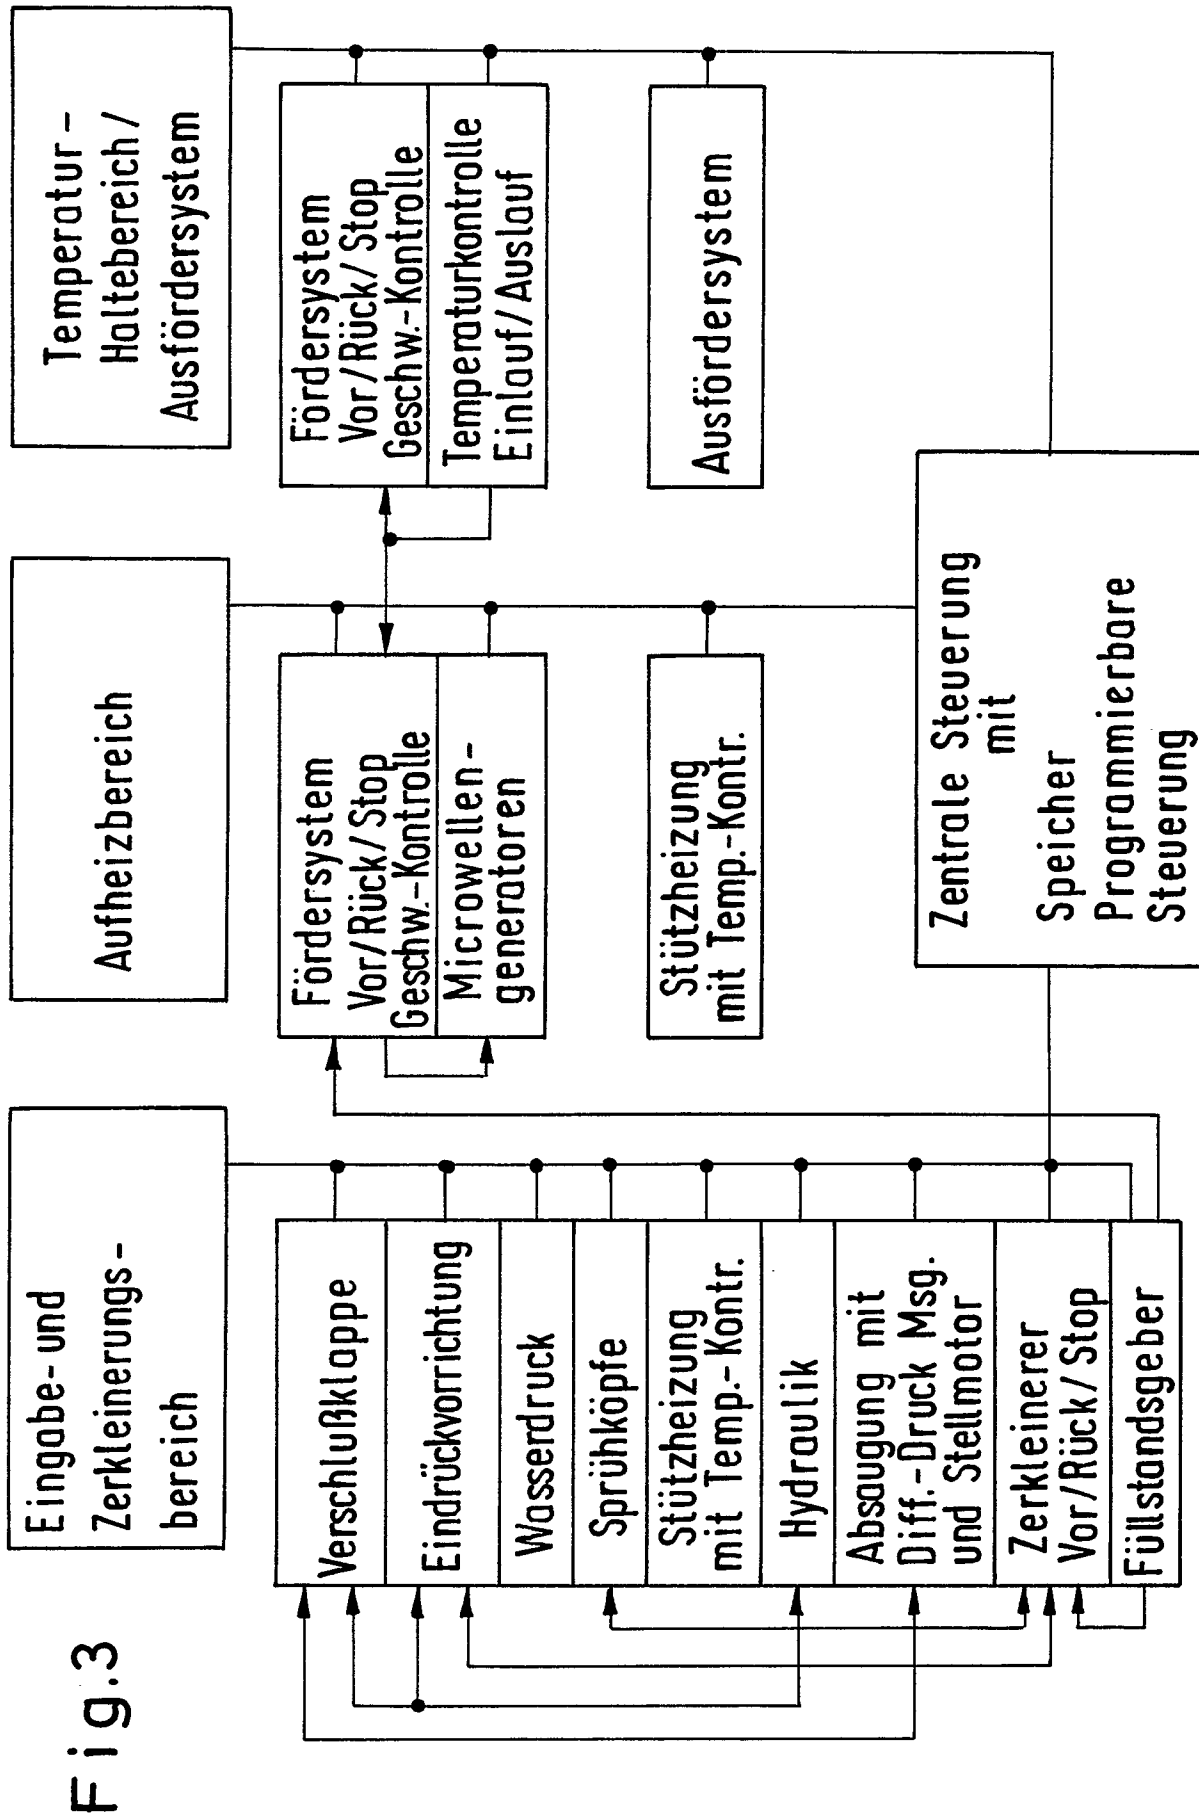 Fig.3
Eingabe-und
Zerkleinerungs-
bereich
Verschlußklappe
Eindrückvorrichtung
Wasserdruck
Sprühköpfe
Stützheizung
mit Temp.-Kontr.
Hydraulik
Absaugung mit
Diff.-Druck Msg.
und Stellmotor
Zerkleinerer
Vor/Rück/Stop
Füllstandsgeber
Aufheizbereich
Fördersystem
Vor/Rück/Stop
Geschw.-Kontrolle
Microwellen-
generatoren
Stützheizung
mit Temp.-Kontr.
Temperatur-
Haltebereich/
Ausfördersystem
Fördersystem
Vor/Rück/Stop
Geschw.-Kontrolle
Temperaturkontrolle
Einlauf/Auslauf
Ausfördersystem
Zentrale Steuerung
mit
Speicher
Programmierbare
Steuerung